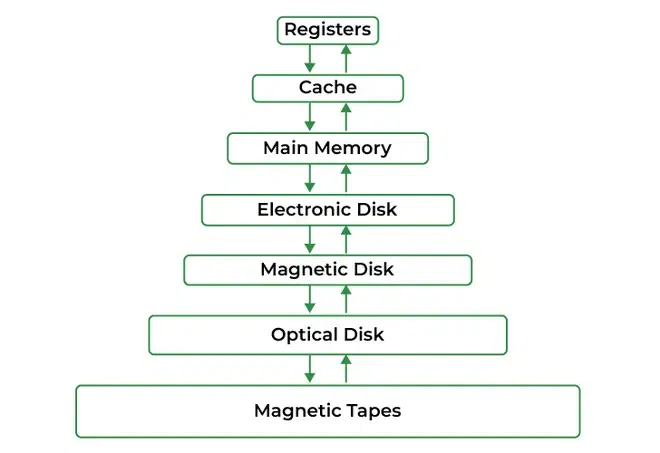 Registers
Cache
Main Memory
Electronic Disk
Magnetic Disk
Optical Disk
Magnetic Tapes